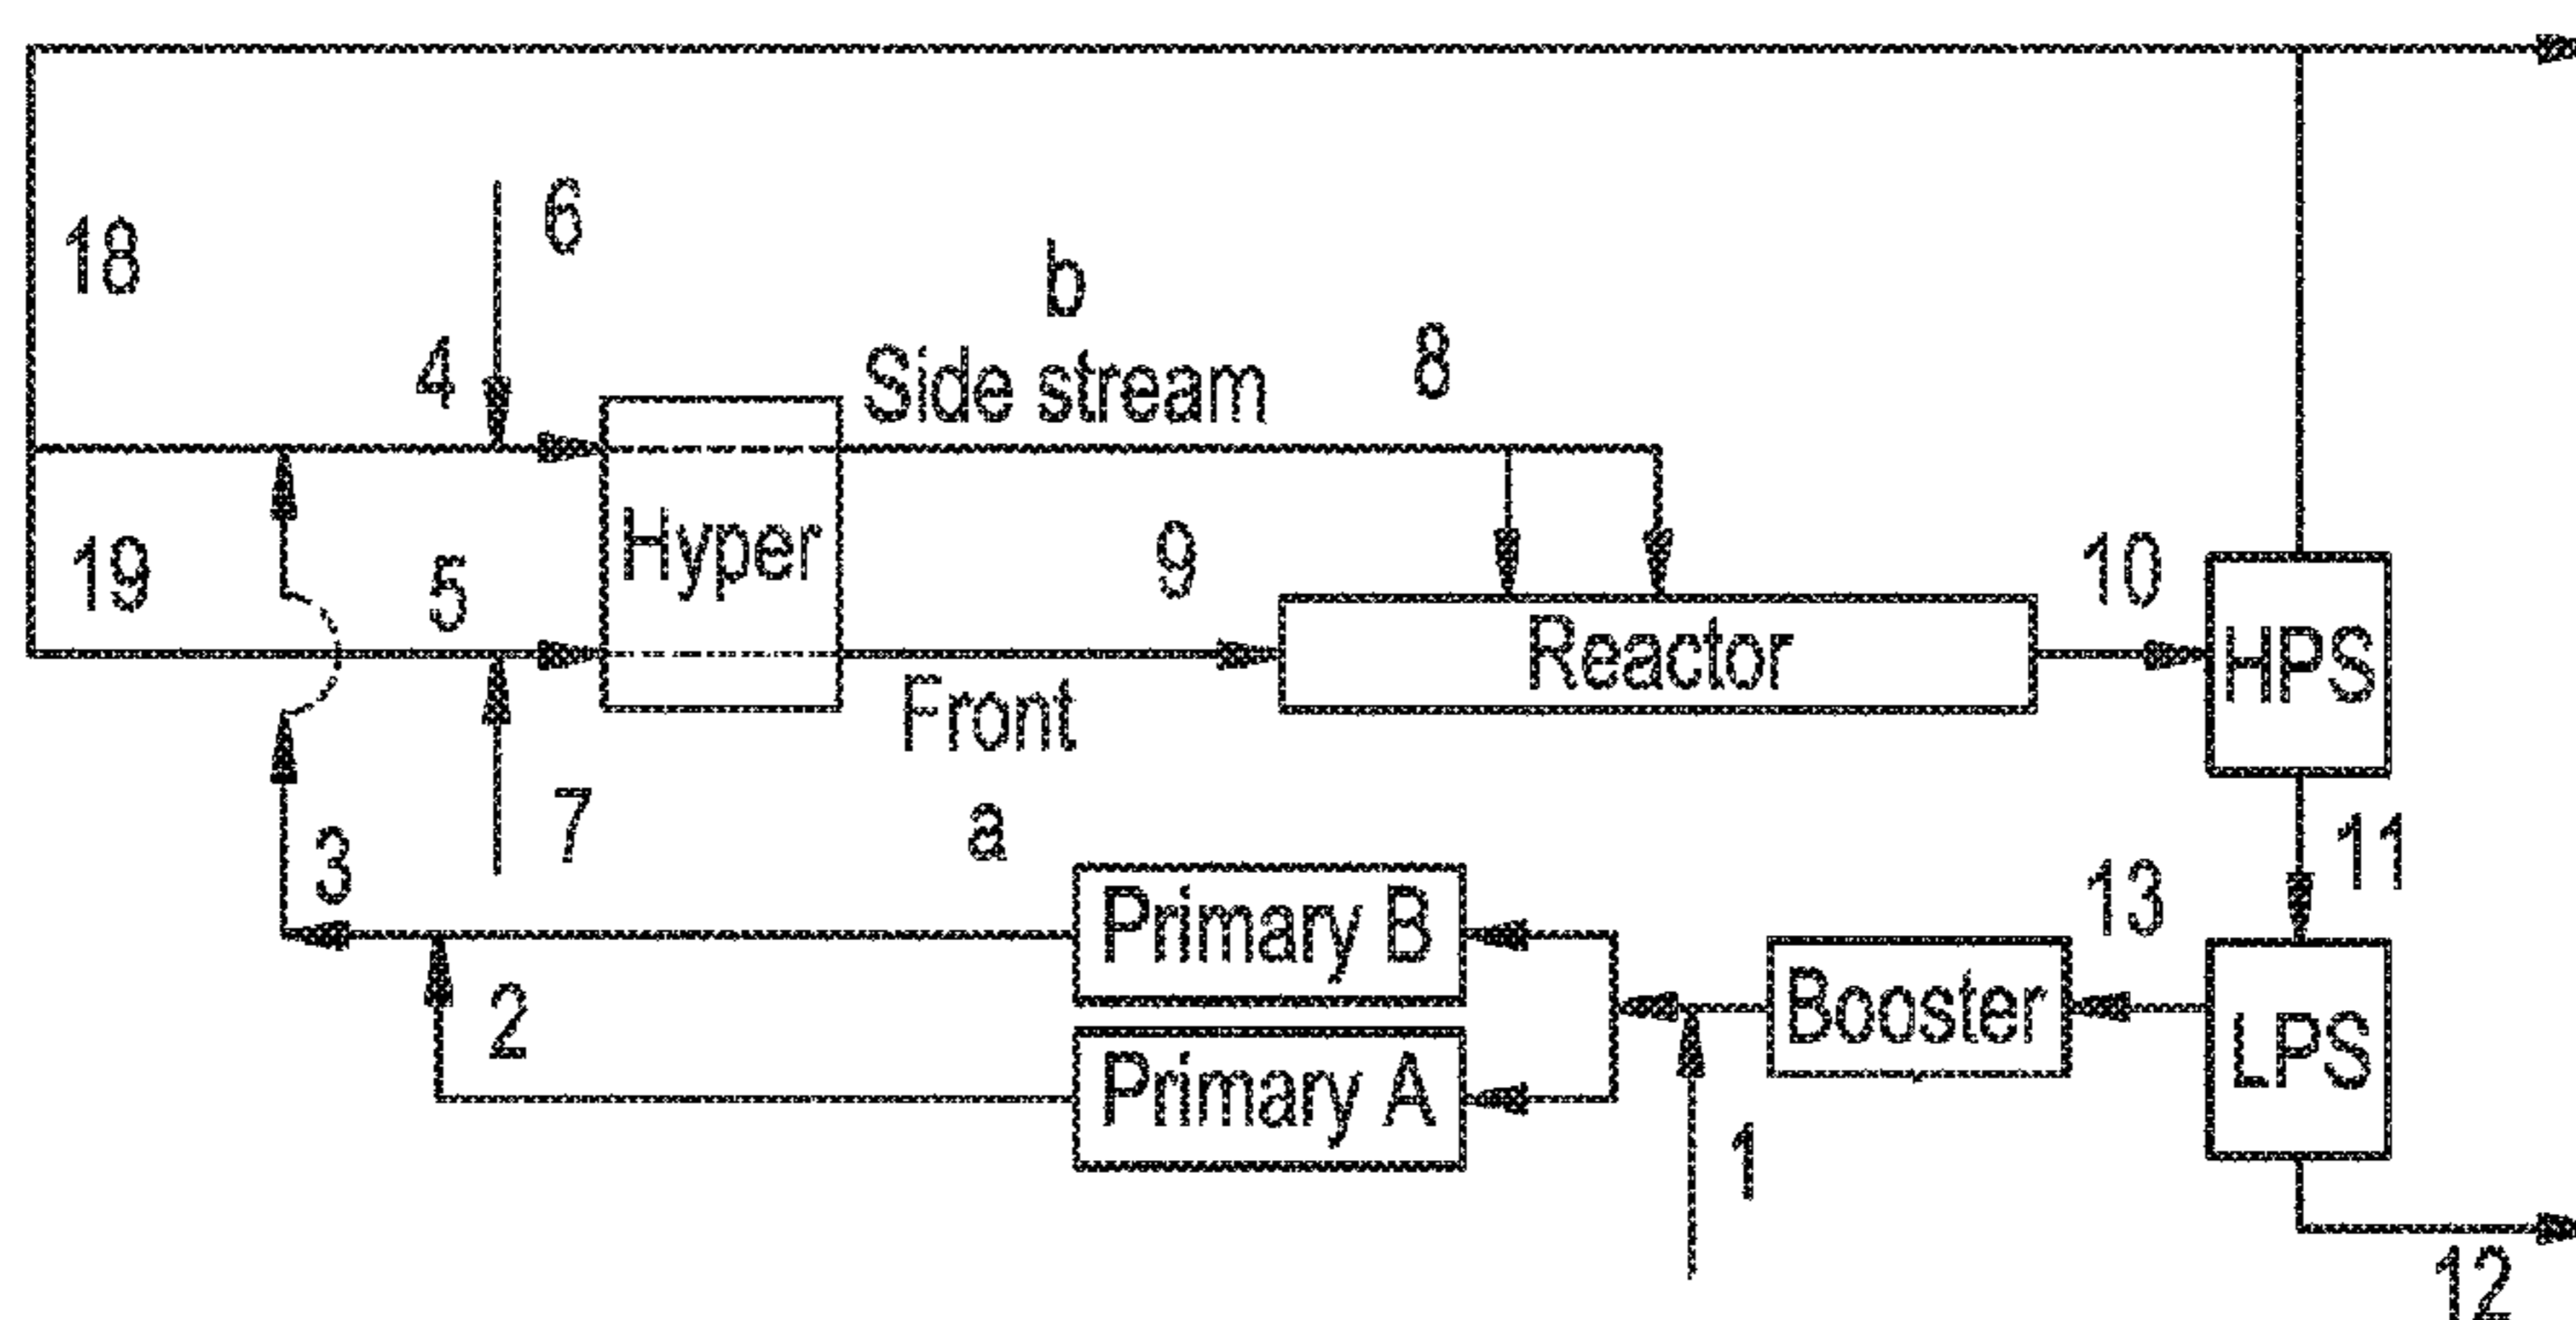 18
6
b
4
Side stream
8
Hyper
19
5
9
10
Reactor
HPS
Front
7
a
3
11
13
Primary B
2
Booster
LPS
Primary A
1
12